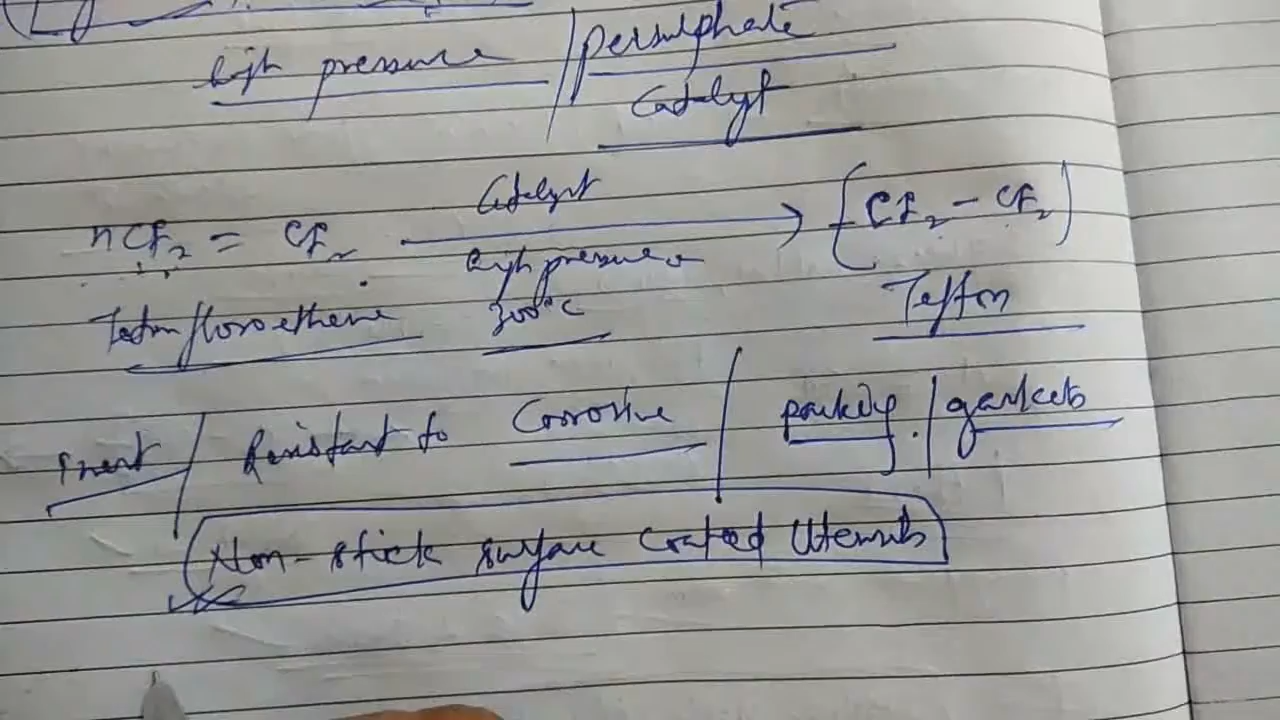 high pressure / persulphate
Catalyst
nCF₂ = CF₂ Catalyst → [CF₂ - CF₂]
high pressure
Tetrafloroethene 300°C Teflon
Inert / Resistant to Corrosive / packing. / gaskets
Non-stick surface Coated Utensils